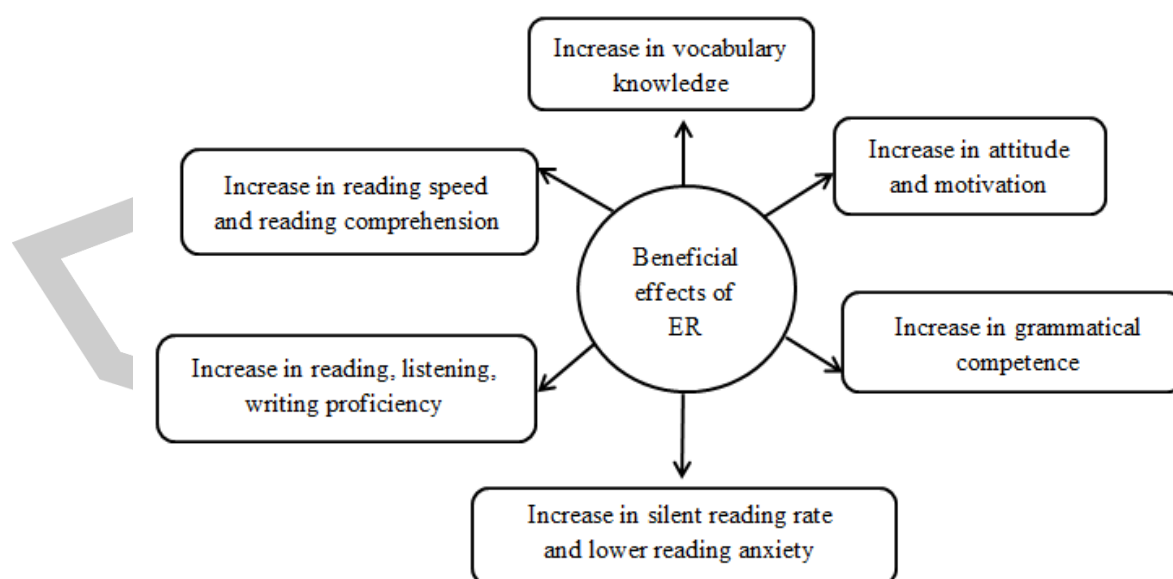 Increase in vocabulary
knowledge
Increase in attitude
and motivation
Increase in reading speed
and reading comprehension
Beneficial
effects of
ER
Increase in grammatical
competence
Increase in reading, listening,
writing proficiency
Increase in silent reading rate
and lower reading anxiety